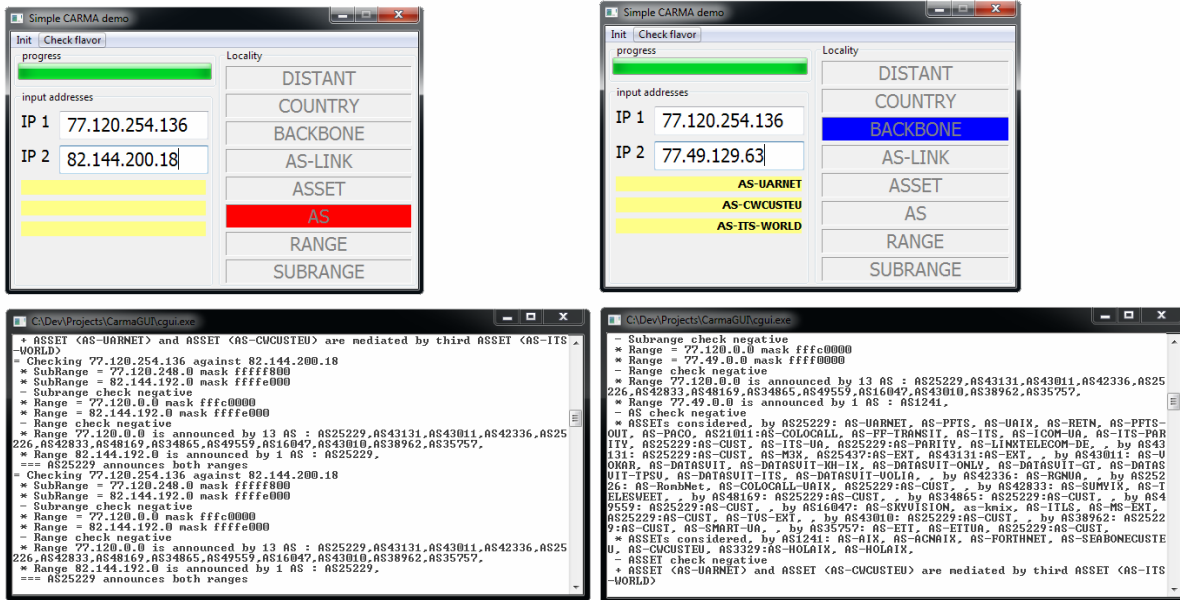 Simple CARMA demo
Init Check flavor
progress
Locality
DISTANT
COUNTRY
BACKBONE
AS-LINK
ASSET
AS
RANGE
SUBRANGE
input addresses
IP 1 77.120.254.136
IP 2 82.144.200.18
Simple CARMA demo
Init Check flavor
progress
Locality
DISTANT
COUNTRY
BACKBONE
AS-LINK
ASSET
AS
RANGE
SUBRANGE
input addresses
IP 1 77.120.254.136
IP 2 77.49.129.63
AS-UARNET
AS-CWCUSTEU
AS-ITS-WORLD
C:\Dev\Projects\CarmaGUI\cgui.exe
+ ASSET (AS-UARNET) and ASSET (AS-CWCUSTEU) are mediated by third ASSET (AS-ITS
-WORLD)
= Checking 77.120.254.136 against 82.144.200.18
* SubRange = 77.120.248.0 mask fffff800
* SubRange = 82.144.192.0 mask ffffe000
- Subrange check negative
* Range = 77.120.0.0 mask fffc0000
* Range = 82.144.192.0 mask ffffe000
- Range check negative
* Range 77.120.0.0 is announced by 13 AS : AS25229,AS43131,AS43011,AS42336,AS25
226,AS42833,AS48169,AS34865,AS49559,AS16047,AS43010,AS38962,AS35757,
* Range 82.144.192.0 is announced by 1 AS : AS25229,
=== AS25229 announces both ranges
= Checking 77.120.254.136 against 82.144.200.18
* SubRange = 77.120.248.0 mask fffff800
* SubRange = 82.144.192.0 mask ffffe000
- Subrange check negative
* Range = 77.120.0.0 mask fffc0000
* Range = 82.144.192.0 mask ffffe000
- Range check negative
* Range 77.120.0.0 is announced by 13 AS : AS25229,AS43131,AS43011,AS42336,AS25
226,AS42833,AS48169,AS34865,AS49559,AS16047,AS43010,AS38962,AS35757,
* Range 82.144.192.0 is announced by 1 AS : AS25229,
=== AS25229 announces both ranges
C:\Dev\Projects\CarmaGUI\cgui.exe
- Subrange check negative
* Range = 77.120.0.0 mask fffc0000
* Range = 77.49.0.0 mask ffff0000
- Range check negative
* Range 77.120.0.0 is announced by 13 AS : AS25229,AS43131,AS43011,AS42336,AS25
226,AS42833,AS48169,AS34865,AS49559,AS16047,AS43010,AS38962,AS35757,
* Range 77.49.0.0 is announced by 1 AS : AS1241,
- AS check negative
* ASSETs considered, by AS25229: AS-UARNET, AS-PFTS, AS-UAIX, AS-RETN, AS-PFTS-
OUT, AS-PACO, AS21011:AS-COLOCALL, AS-FF-TRANSIT, AS-ITS, AS-ICOM-UA, AS-ITS-PAR
ITY, AS25229:AS-CUST, AS-ITS-UA, AS25229:AS-PARITY, AS-LINXTELECOM-DE, , by AS43
131: AS25229:AS-CUST, AS-M3X, AS25437:AS-EXT, AS43131:AS-EXT, , by AS43011: AS-V
OKAR, AS-DATASVIT, AS-DATASVIT-XH-IX, AS-DATASVIT-ONLY, AS-DATASVIT-GT, AS-DATAS
VIT-TPSV, AS-DATASVIT-ITS, AS-DATASVIT-VOLIA, , by AS42336: AS-RGNUA, , by AS252
26: AS-RombNet, AS-COLOCALL-UAIX, AS25229:AS-CUST, , by AS42833: AS-SUMVIX, AS-T
ELESWEET, , by AS48169: AS25229:AS-CUST, , by AS34865: AS25229:AS-CUST, , by AS4
9559: AS25229:AS-CUST, , by AS16047: AS-SKYVISION, as-kmix, AS-ITLS, AS-MS-EXT,
AS25229:AS-CUST, AS-TVS-EXT, , by AS43010: AS25229:AS-CUST, , by AS38962: AS2522
9:AS-CUST, AS-SMART-UA, , by AS35757: AS-ETT, AS-ETTUA, AS25229:AS-CUST,
* ASSETs considered, by AS1241: AS-AIX, AS-ACNAIX, AS-FORTHNET, AS-SEABONECUSTE
U, AS-CWCUSTEU, AS3329:AS-HOLAIX, AS-HOLAIX,
- ASSET check negative
+ ASSET (AS-UARNET) and ASSET (AS-CWCUSTEU) are mediated by third ASSET (AS-ITS
-WORLD)